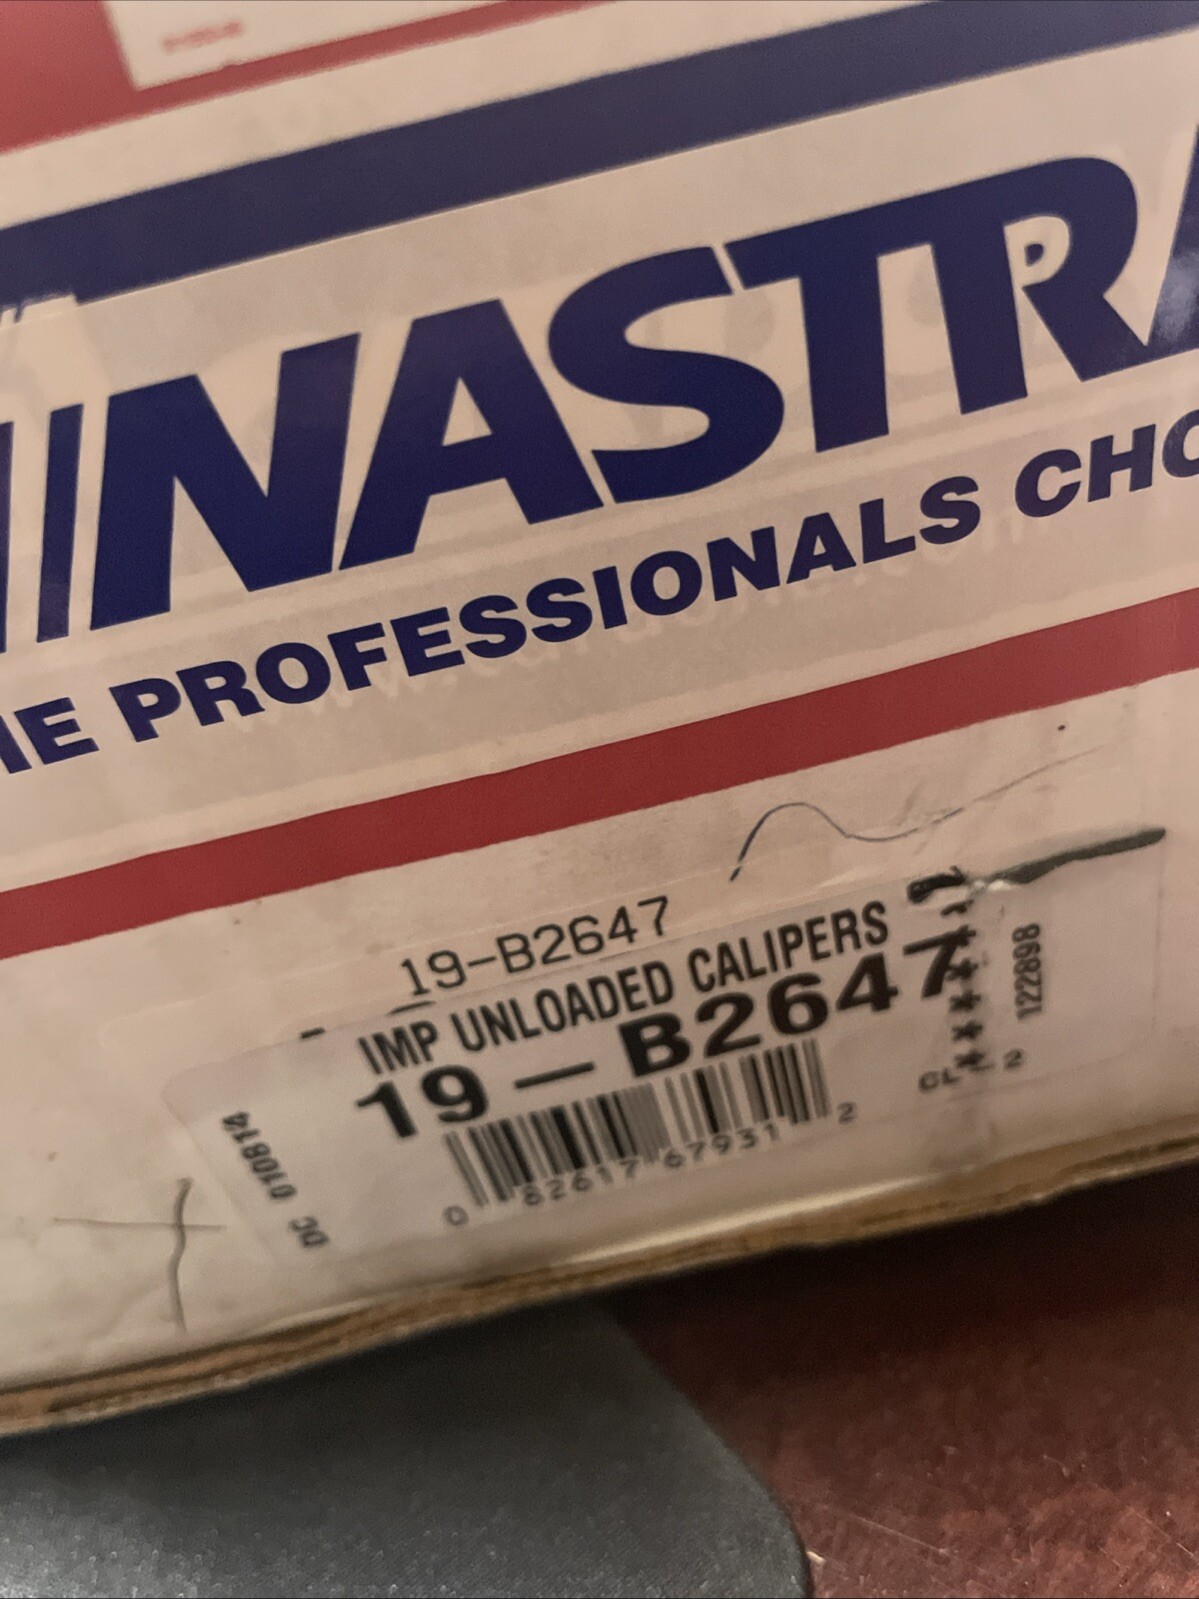 NASTRA
HE PROFESSIONALS CHO
19-B2647
IMP UNLOADED CALIPERS
19-B2647
122898
DC 010814
0 82617 67931 2
CL
2